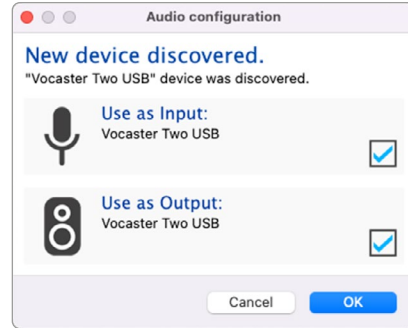 Audio configuration
New device discovered.
"Vocaster Two USB" device was discovered.
Use as Input:
Vocaster Two USB
Use as Output:
Vocaster Two USB
Cancel
OK